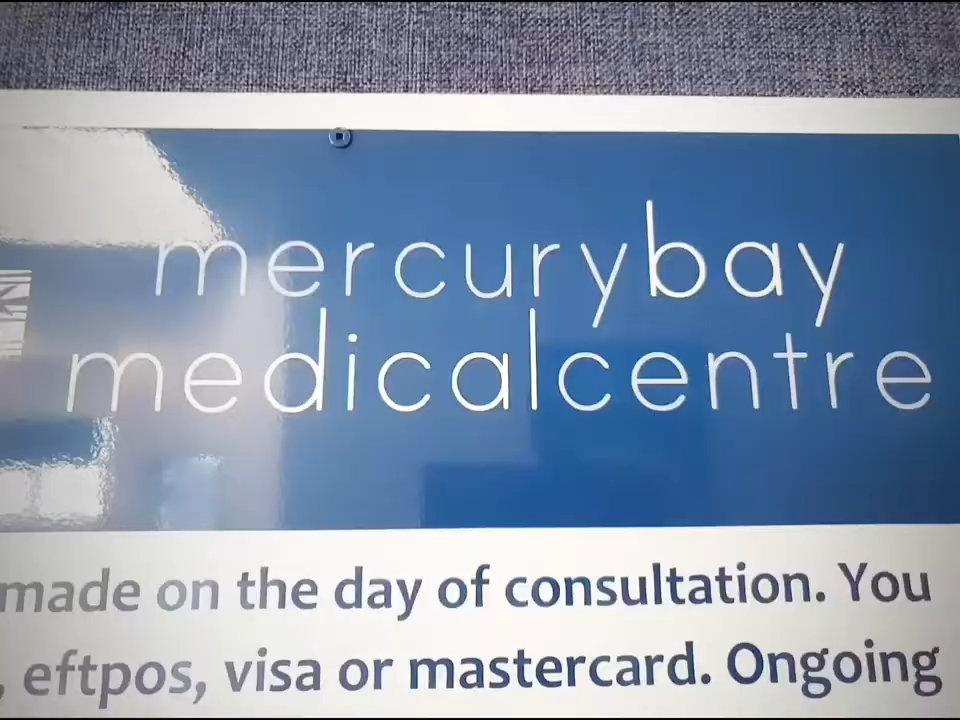 mercurybay
medicalcentre
made on the day of consultation. You
, eftpos, visa or mastercard. Ongoing